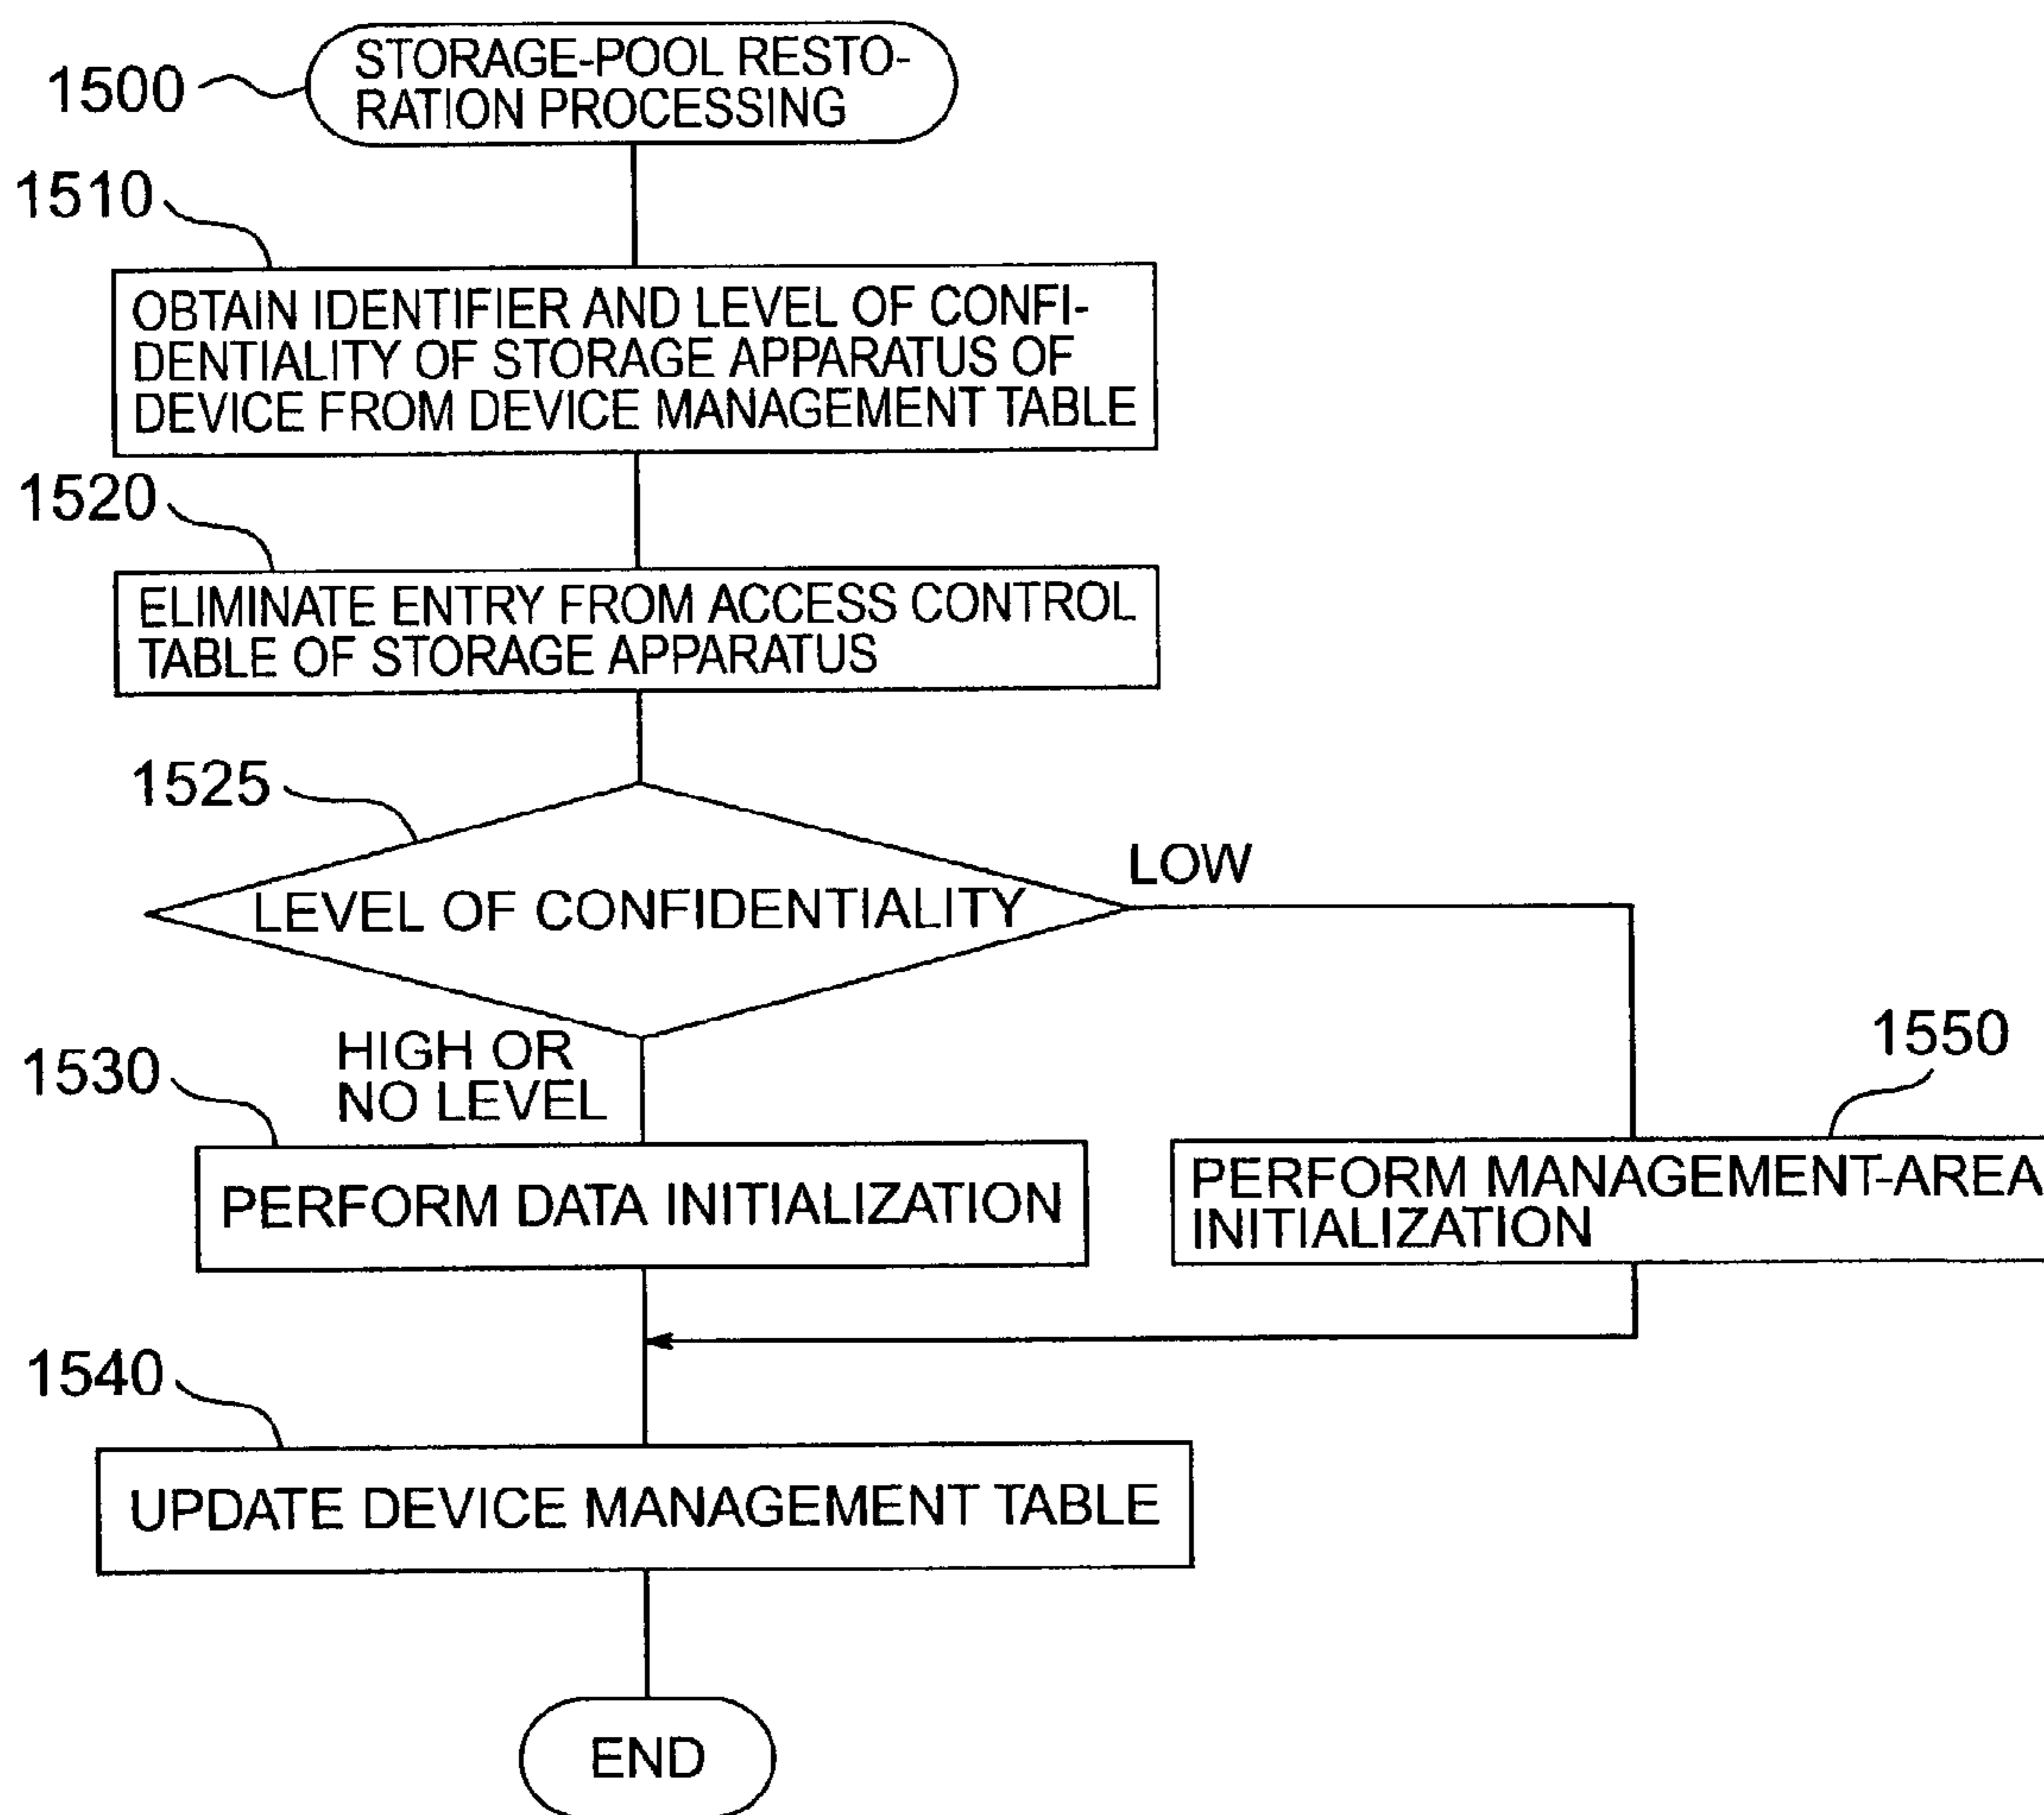 1500
STORAGE-POOL RESTO-
RATION PROCESSING
1510
OBTAIN IDENTIFIER AND LEVEL OF CONFI-
DENTIALITY OF STORAGE APPARATUS OF
DEVICE FROM DEVICE MANAGEMENT TABLE
1520
ELIMINATE ENTRY FROM ACCESS CONTROL
TABLE OF STORAGE APPARATUS
1525
LEVEL OF CONFIDENTIALITY
LOW
HIGH OR
NO LEVEL
1530
PERFORM DATA INITIALIZATION
1550
PERFORM MANAGEMENT-AREA
INITIALIZATION
1540
UPDATE DEVICE MANAGEMENT TABLE
END